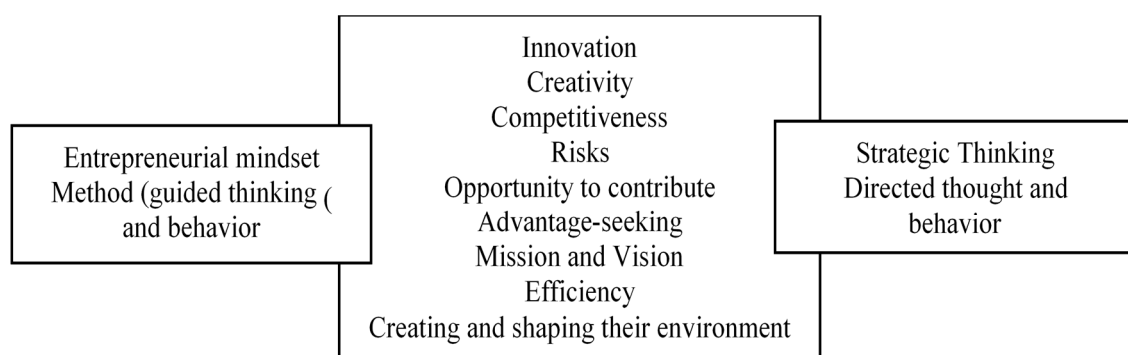 Entrepreneurial mindset
Method (guided thinking (
and behavior
Innovation
Creativity
Competitiveness
Risks
Opportunity to contribute
Advantage-seeking
Mission and Vision
Efficiency
Creating and shaping their environment
Strategic Thinking
Directed thought and
behavior